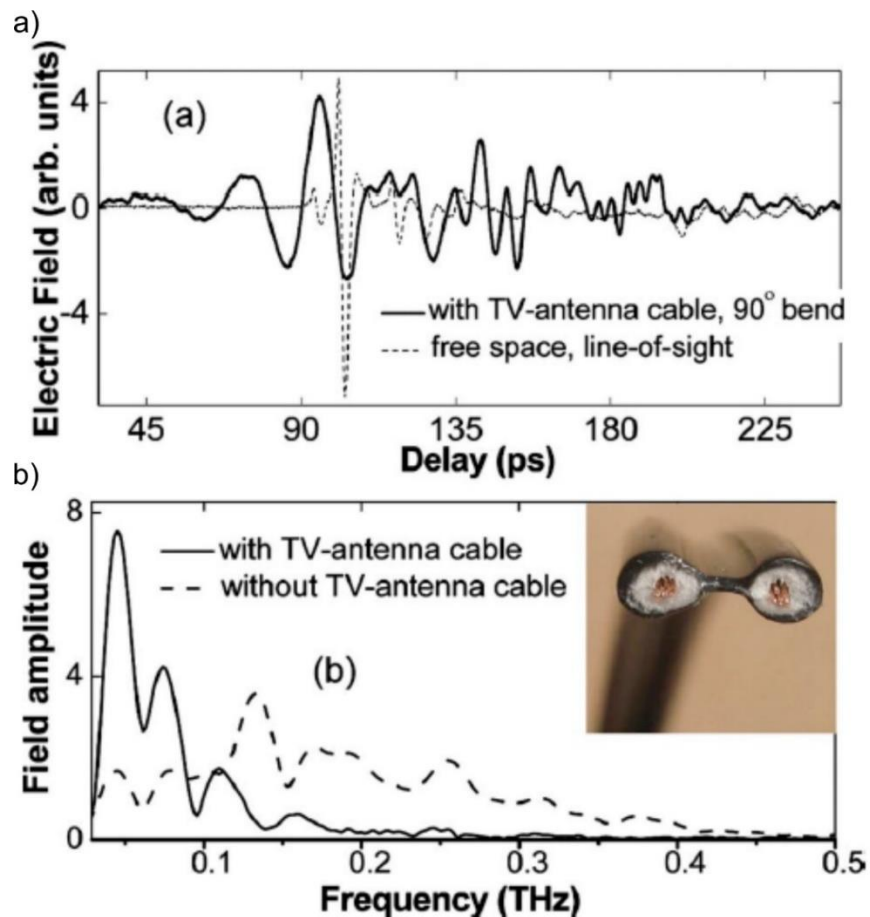 a)
Electric Field (arb. units)
4
0
-4
(a)
with TV-antenna cable, 90° bend
free space, line-of-sight
45 90 135 180 225
Delay (ps)
b)
Field amplitude
8
4
0
with TV-antenna cable
without TV-antenna cable
(b)
0.1 0.2 0.3 0.4 0.5
Frequency (THz)